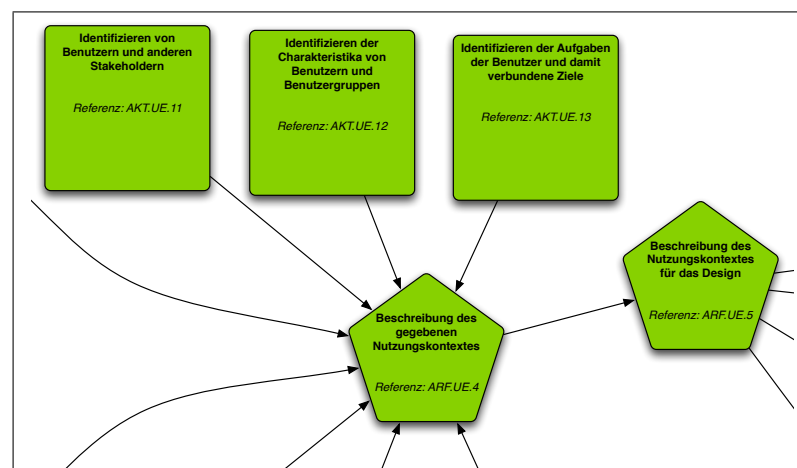 Identifizieren von
Benutzern und anderen
Stakeholdern
Referenz: AKT.UE.11
Identifizieren der
Charakteristika von
Benutzern und
Benutzergruppen
Referenz: AKT.UE.12
Identifizieren der Aufgaben
der Benutzer und damit
verbundene Ziele
Referenz: AKT.UE.13
Beschreibung des
Nutzungskontextes
für das Design
Referenz: ARF.UE.5
Beschreibung des
gegebenen
Nutzungskontextes
Referenz: ARF.UE.4